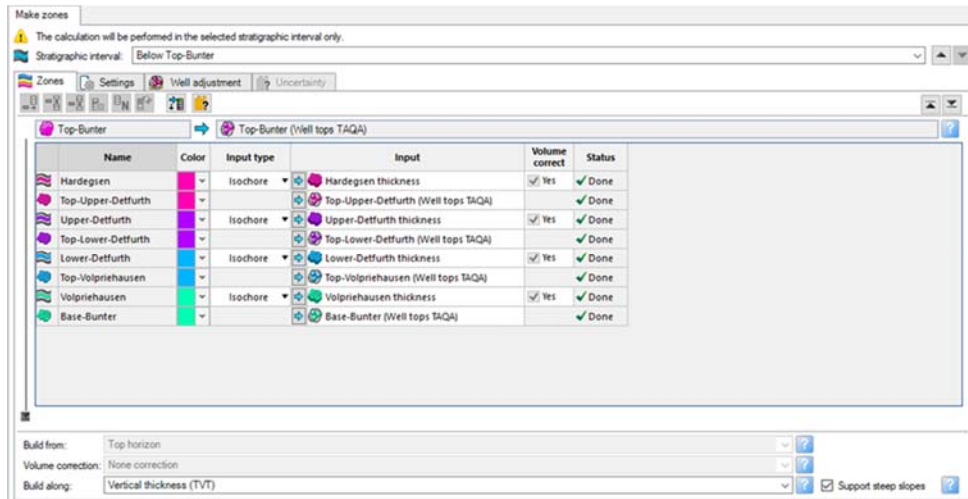 Make zones
The calculation will be performed in the selected stratigraphic interval only.
Stratigraphic interval: Below Top-Bunter
Zones Settings Well adjustment Uncertainty
Top-Bunter Top-Bunter (Well tops TAQA)
Name Color Input type Input Volume correct Status
Hardegsen Isochore Hardegsen thickness Yes Done
Top-Upper-Detfurth Top-Upper-Detfurth (Well tops TAQA) Done
Upper-Detfurth Isochore Upper-Detfurth thickness Yes Done
Top-Lower-Detfurth Top-Lower-Detfurth (Well tops TAQA) Done
Lower-Detfurth Isochore Lower-Detfurth thickness Yes Done
Top-Volpriehausen Top-Volpriehausen (Well tops TAQA) Done
Volpriehausen Isochore Volpriehausen thickness Yes Done
Base-Bunter Base-Bunter (Well tops TAQA) Done
Build from: Top horizon
Volume correction: None correction
Build along: Vertical thickness (TVT) Support steep slopes